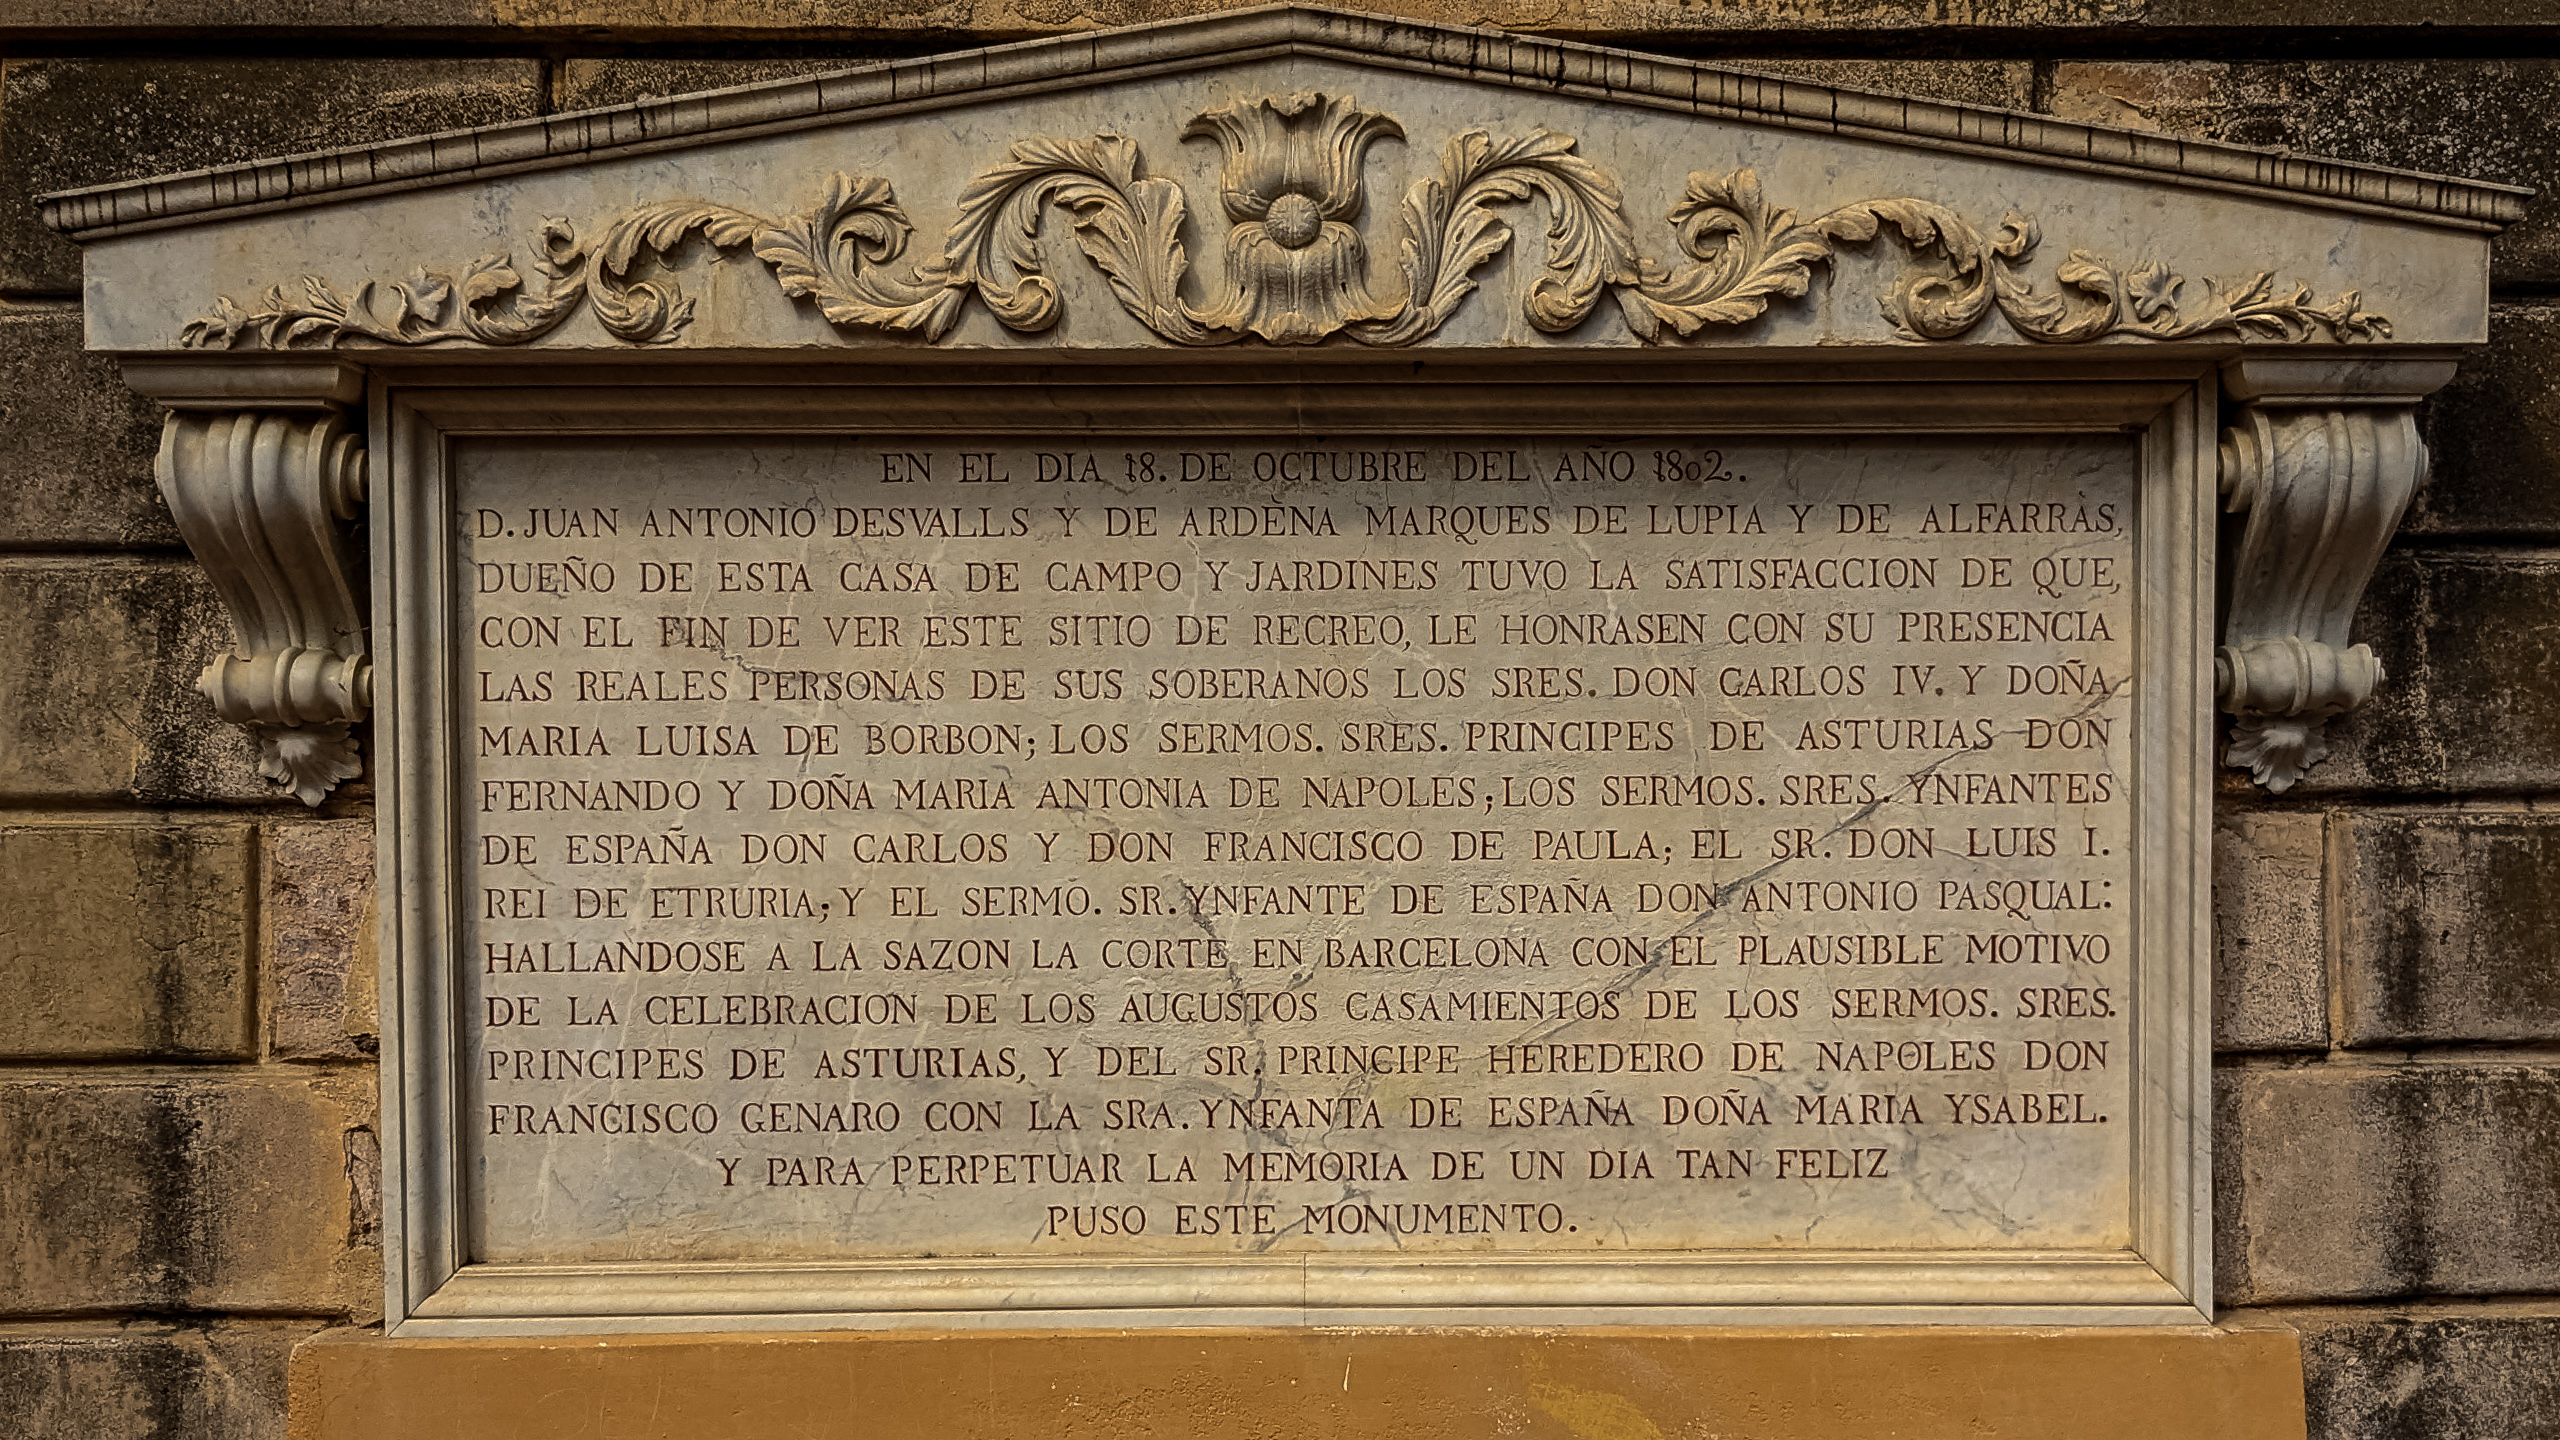 EN EL DIA 18. DE OCTUBRE DEL AÑO 1802.
D. JUAN ANTONIO DESVALLS Y DE ARDÈNA MARQUES DE LUPIA Y DE ALFARRÀS,
DUEÑO DE ESTA CASA DE CAMPO Y JARDINES TUVO LA SATISFACCION DE QUE,
CON EL FIN DE VER ESTE SITIO DE RECREO, LE HONRASEN CON SU PRESENCIA
LAS REALES PERSONAS DE SUS SOBERANOS LOS SRES. DON CARLOS IV. Y DOÑA
MARIA LUISA DE BORBON; LOS SERMOS. SRES. PRINCIPES DE ASTURIAS DON
FERNANDO Y DOÑA MARIA ANTONIA DE NAPOLES; LOS SERMOS. SRES. YNFANTES
DE ESPAÑA DON CARLOS Y DON FRANCISCO DE PAULA; EL SR. DON LUIS I.
REI DE ETRURIA; Y EL SERMO. SR. YNFANTE DE ESPAÑA DON ANTONIO PASQUAL:
HALLANDOSE A LA SAZON LA CORTE EN BARCELONA CON EL PLAUSIBLE MOTIVO
DE LA CELEBRACION DE LOS AUGUSTOS CASAMIENTOS DE LOS SERMOS. SRES.
PRINCIPES DE ASTURIAS, Y DEL SR. PRINCIPE HEREDERO DE NAPOLES DON
FRANCISCO GENARO CON LA SRA. YNFANTA DE ESPAÑA DOÑA MARIA YSABEL.
Y PARA PERPETUAR LA MEMORIA DE UN DIA TAN FELIZ
PUSO ESTE MONUMENTO.